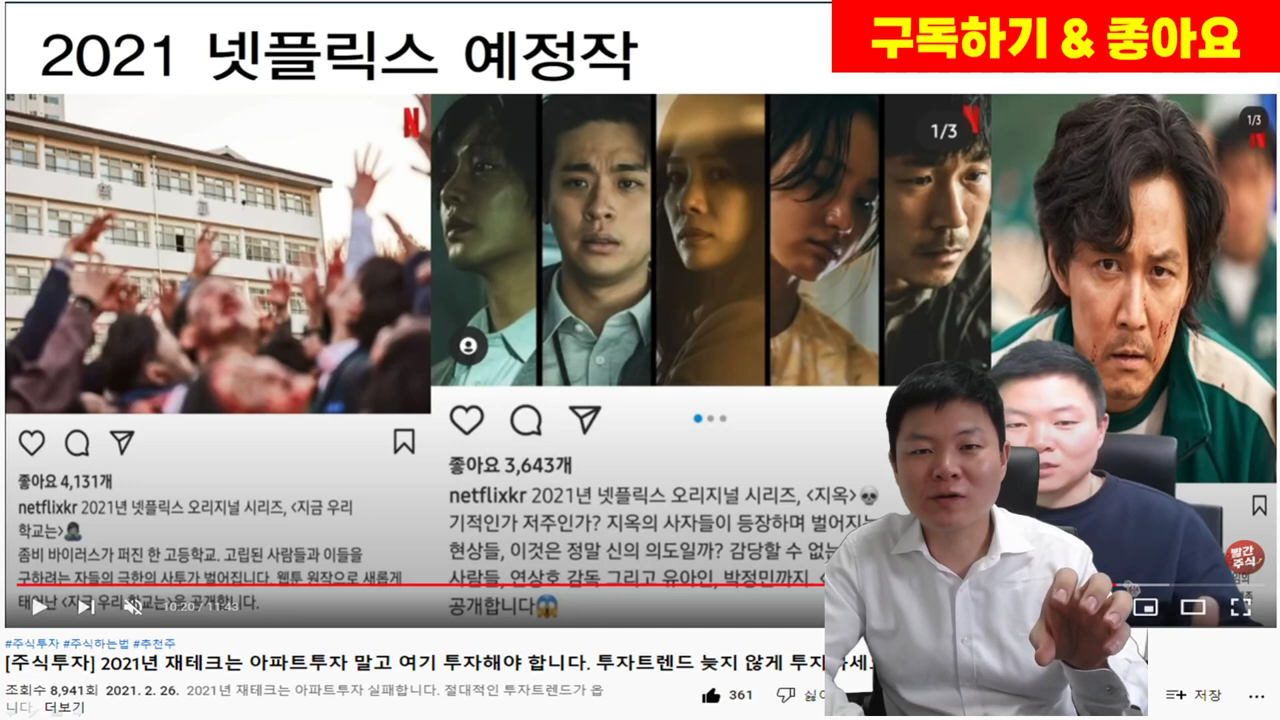 2021 넷플릭스 예정작
구독하기 & 좋아요
N
1/3
1/3
좋아요 4,131개
netflixkr 2021년 넷플릭스 오리지널 시리즈, <지금 우리
학교는>
좀비 바이러스가 퍼진 한 고등학교. 고립된 사람들과 이들을
구하려는 자들의 극한의 사투가 벌어집니다. 웹툰 원작으로 새롭게
태어난 <지금 우리 학교는>.
좋아요 3,643개
netflixkr 2021년 넷플릭스 오리지널 시리즈, <지옥>
기적인가 저주인가? 지옥의 사자들이 등장하며 벌어지는
현상들, 이것은 정말 신의 의도일까? 감당할 수 없는
사람들, 연상호 감독 그리고 유아인, 박정민까지
공개합니다
빨간
주식
10:20 / 11:43
#주식투자 #주식하는법 #추천주
[주식투자] 2021년 재테크는 아파트투자 말고 여기 투자해야 합니다. 투자트렌드 늦지 않게 투자
조회수 8,941회 2021. 2. 26. 2021년 재테크는 아파트투자 실패합니다. 절대적인 투자트렌드가 옵
니다. 더보기
361
저장